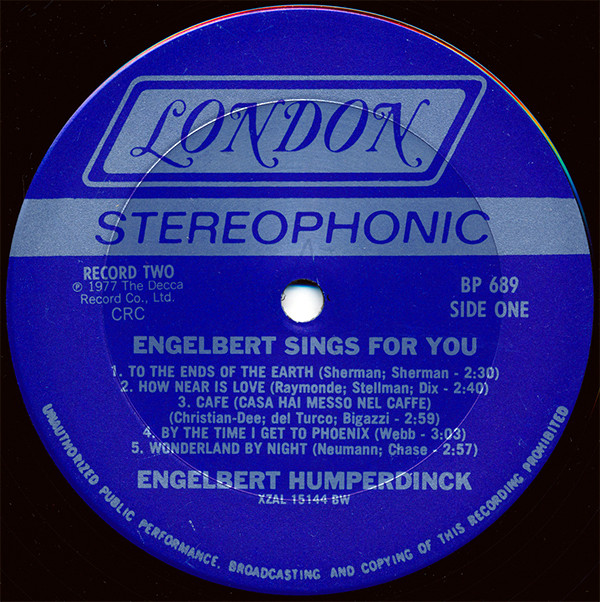 LONDON
STEREOPHONIC
RECORD TWO
℗ 1977 The Decca
Record Co., Ltd.
CRC
BP 689
SIDE ONE
ENGELBERT SINGS FOR YOU
1. TO THE ENDS OF THE EARTH (Sherman; Sherman - 2:30)
2. HOW NEAR IS LOVE (Raymonde; Stellman; Dix - 2:40)
3. CAFE (CASA HAI MESSO NEL CAFFE)
(Christian-Dee; del Turco; Bigazzi - 2:59)
4. BY THE TIME I GET TO PHOENIX (Webb - 3:03)
5. WONDERLAND BY NIGHT (Neumann; Chase - 2:57)
ENGELBERT HUMPERDINCK
XZAL 15144 BW
UNAUTHORIZED PUBLIC PERFORMANCE, BROADCASTING AND COPYING OF THIS RECORDING PROHIBITED